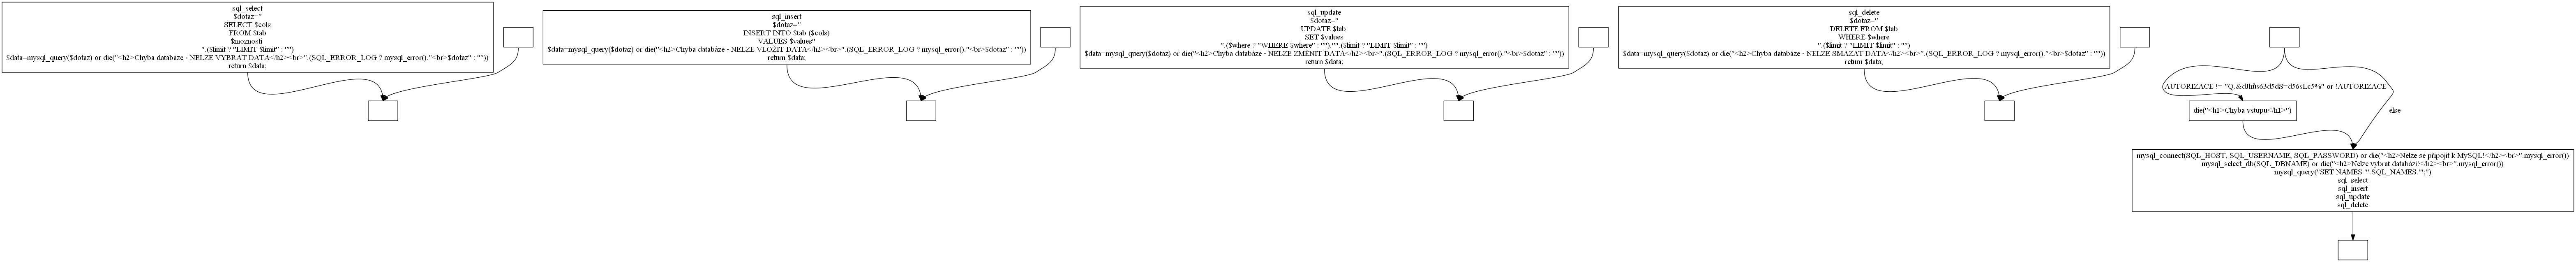 sql_select
$dotaz="
SELECT $cols
FROM $tab
$možnosti
".($limit ? "LIMIT $limit" : "")
$data=mysql_query($dotaz) or die("<h2>Chyba databáze - NELZE VYBRAT DATA</h2><br>".(SQL_ERROR_LOG ? mysql_error()."<br>$dotaz" : ""))
return $data;
sql_insert
$dotaz="
INSERT INTO $tab ($cols)
VALUES $values"
$data=mysql_query($dotaz) or die("<h2>Chyba databáze - NELZE VLOŽIT DATA</h2><br>".(SQL_ERROR_LOG ? mysql_error()."<br>$dotaz" : ""))
return $data;
sql_update
$dotaz="
UPDATE $tab
SET $values
".($where ? "WHERE $where" : "")."".($limit ? "LIMIT $limit" : "")
$data=mysql_query($dotaz) or die("<h2>Chyba databáze - NELZE ZMĚNIT DATA</h2><br>".(SQL_ERROR_LOG ? mysql_error()."<br>$dotaz" : ""))
return $data;
sql_delete
$dotaz="
DELETE FROM $tab
WHERE $where
".($limit ? "LIMIT $limit" : "")
$data=mysql_query($dotaz) or die("<h2>Chyba databáze - NELZE SMAZAT DATA</h2><br>".(SQL_ERROR_LOG ? mysql_error()."<br>$dotaz" : ""))
return $data;
AUTORIZACE != or !AUTORIZACE
die("<h1>Chyba vstupu</h1>")
else
mysql_connect(SQL_HOST, SQL_USERNAME, SQL_PASSWORD) or die("<h2>Nelze se připojit k MySQL!</h2><br>".mysql_error())
mysql_select_db(SQL_DBNAME) or die("<h2>Nelze vybrat databázi!</h2><br>".mysql_error())
mysql_query("SET NAMES '".SQL_NAMES."';")
sql_select
sql_insert
sql_update
sql_delete